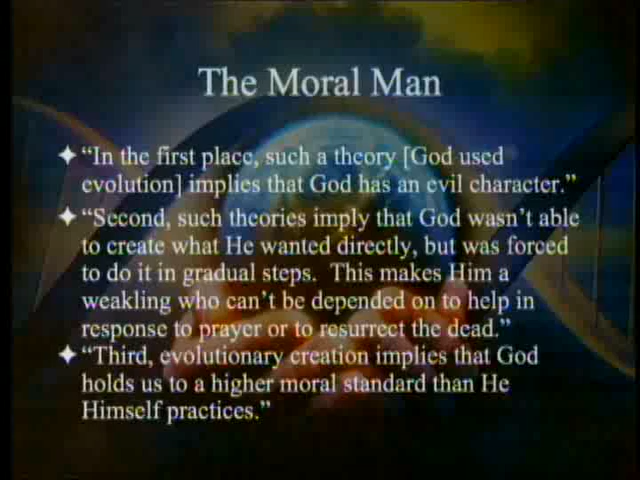 The Moral Man
“In the first place, such a theory [God used
evolution] implies that God has an evil character.”
“Second, such theories imply that God wasn’t able
to create what He wanted directly, but was forced
to do it in gradual steps. This makes Him a
weakling who can’t be depended on to help in
response to prayer or to resurrect the dead.”
“Third, evolutionary creation implies that God
holds us to a higher moral standard than He
Himself practices.”